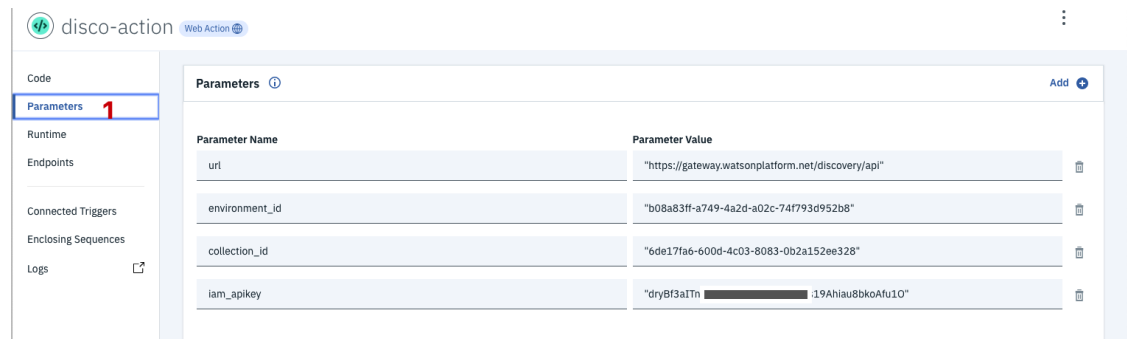 disco-action Web Action
Code
Parameters 1
Runtime
Endpoints
Connected Triggers
Enclosing Sequences
Logs
Parameters
Add
Parameter Name Parameter Value
url "https://gateway.watsonplatform.net/discovery/api"
environment_id "b08a83ff-a749-4a2d-a02c-74f793d952b8"
collection_id "6de17fa6-600d-4c03-8083-0b2a152ee328"
iam_apikey "dryBf3aITn 19Ahiau8bkoAfu1O"